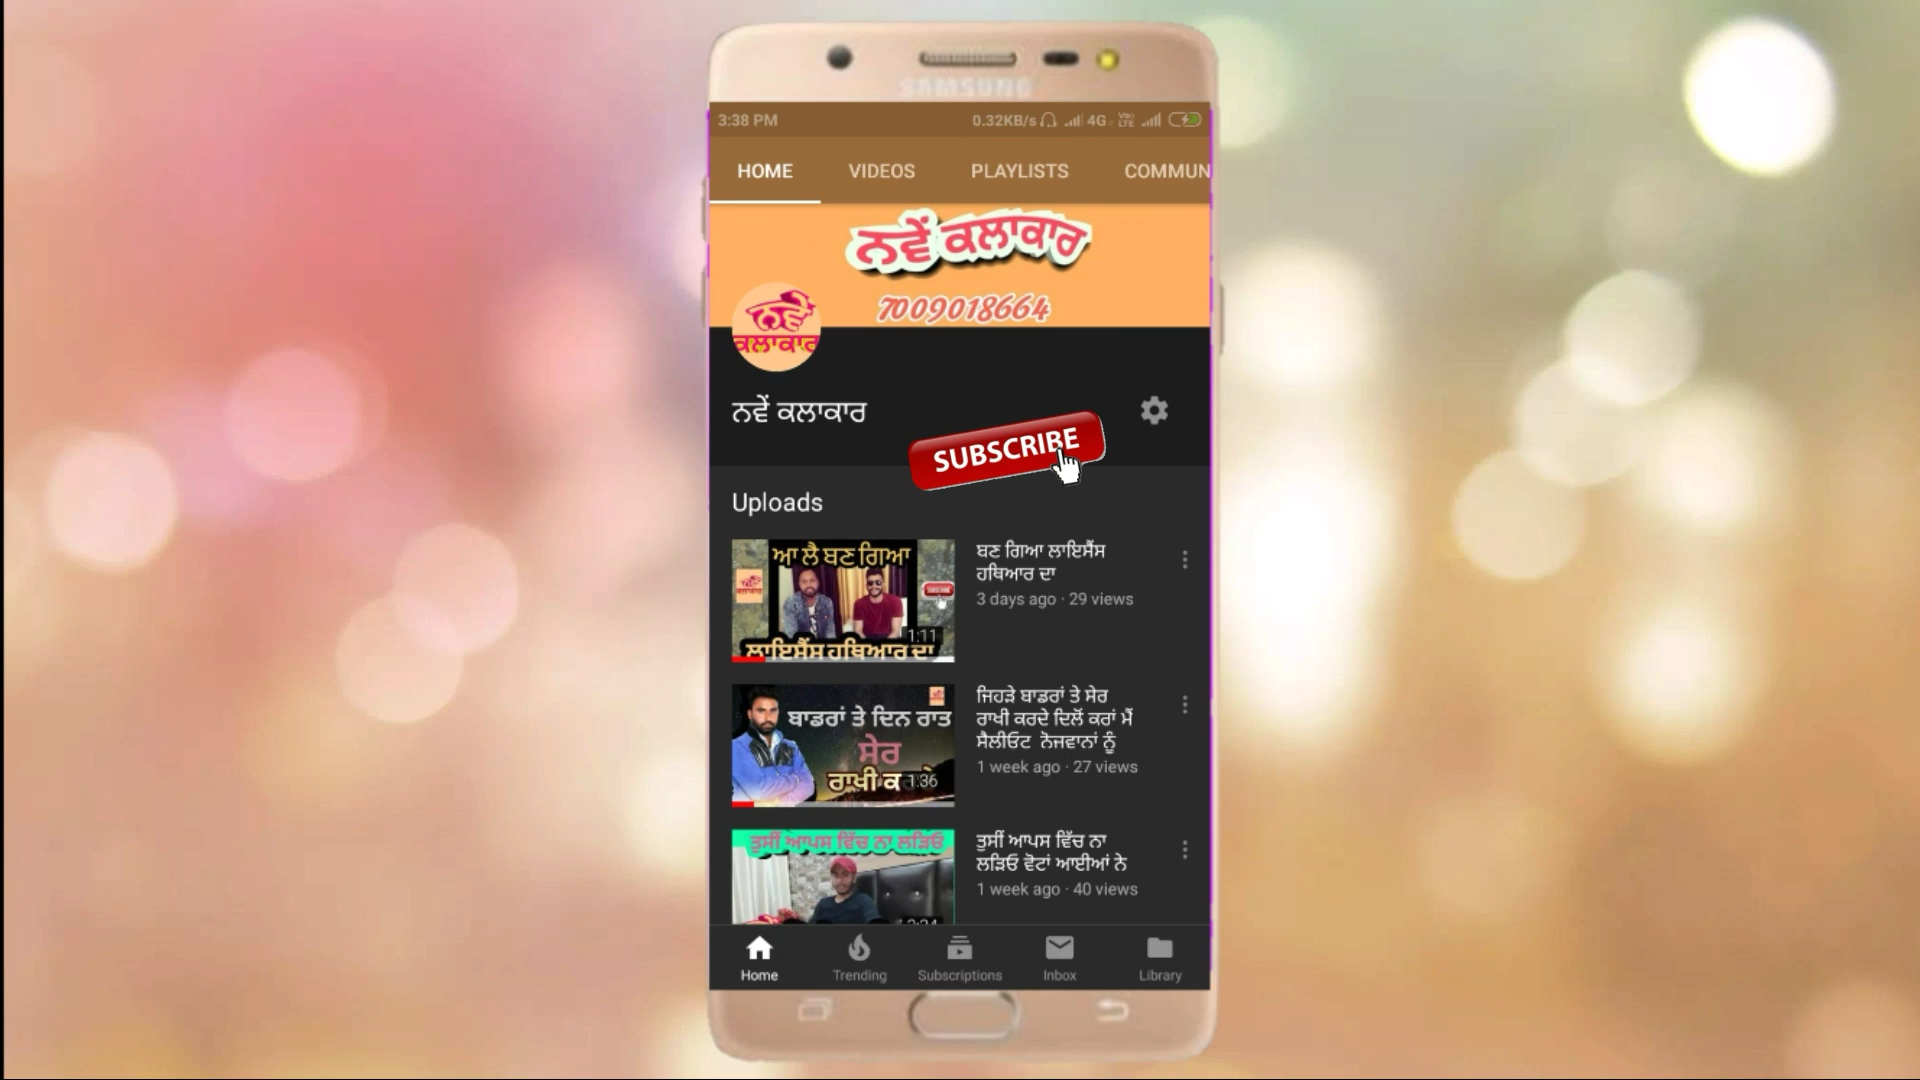 SAMSUNG
3:38 PM 0.32KB/s 4G VoLTE
HOME VIDEOS PLAYLISTS COMMUN
ਨਵੇਂ ਕਲਾਕਾਰ
7009018664
ਨਵੇਂ
ਕਲਾਕਾਰ
ਨਵੇਂ ਕਲਾਕਾਰ
SUBSCRIBE
Uploads
ਆ ਲੈ ਬਣ ਗਿਆ
1:11
ਲਾਇਸੈਂਸ ਹਥਿਆਰ ਦਾ
ਬਣ ਗਿਆ ਲਾਇਸੈਂਸ
ਹਥਿਆਰ ਦਾ
3 days ago · 29 views
ਬਾਡਰਾਂ ਤੇ ਦਿਨ ਰਾਤ
ਸੇਰ
ਰਾਖੀ 1:36
ਜਿਹੜੇ ਬਾਡਰਾਂ ਤੇ ਸੇਰ
ਰਾਖੀ ਕਰਦੇ ਦਿਲੋਂ ਕਰਾਂ ਮੈਂ
ਸੈਲੀਓਟ ਨੋਜਵਾਨਾਂ ਨੂੰ
1 week ago · 27 views
ਤੁਸੀਂ ਆਪਸ ਵਿੱਚ ਨਾ ਲੜਿਓ
ਤੁਸੀਂ ਆਪਸ ਵਿੱਚ ਨਾ
ਲੜਿਓ ਵੋਟਾਂ ਆਈਆਂ ਨੇ
1 week ago · 40 views
Home Trending Subscriptions Inbox Library